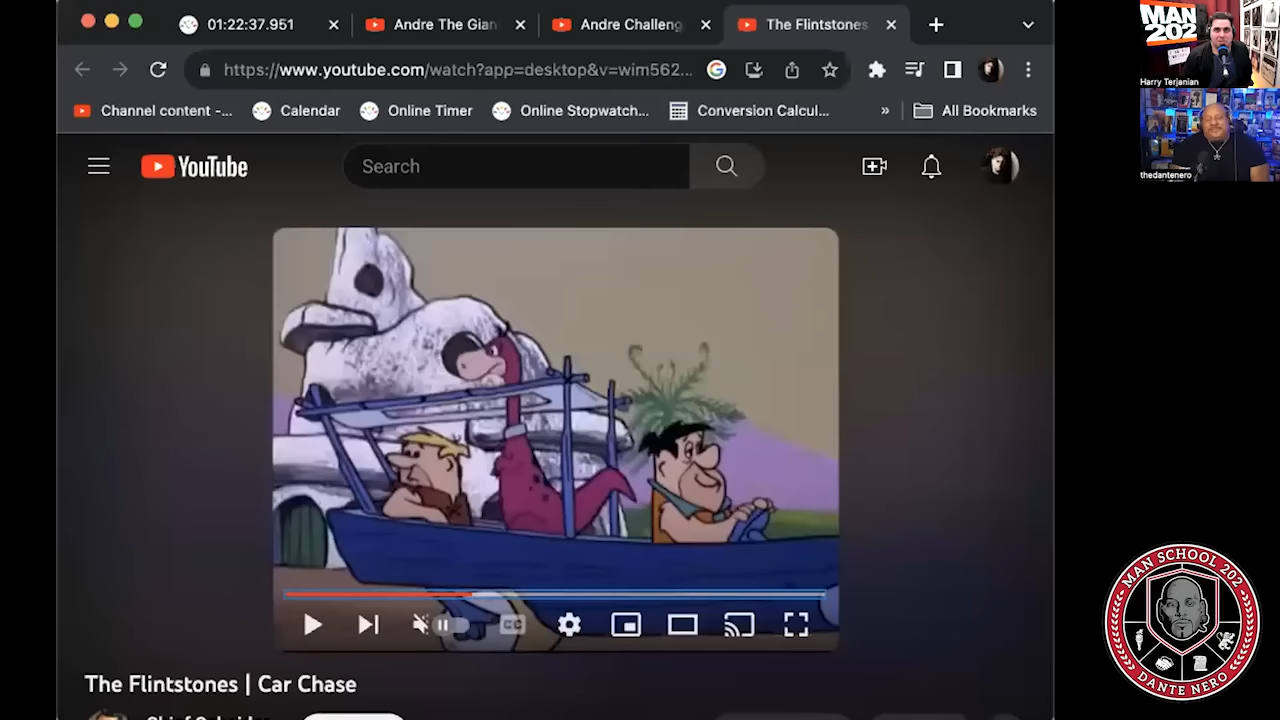 01:22:37.951
Andre The Gian
Andre Challeng
The Flintstones
https://www.youtube.com/watch?app=desktop&v=wim562...
Channel content -...
Calendar
Online Timer
Online Stopwatch...
Conversion Calcul...
»
All Bookmarks
YouTube
Search
CC
The Flintstones | Car Chase
MAN
202
Harry Terjanian
thedantenero
MAN SCHOOL 202
DANTE NERO